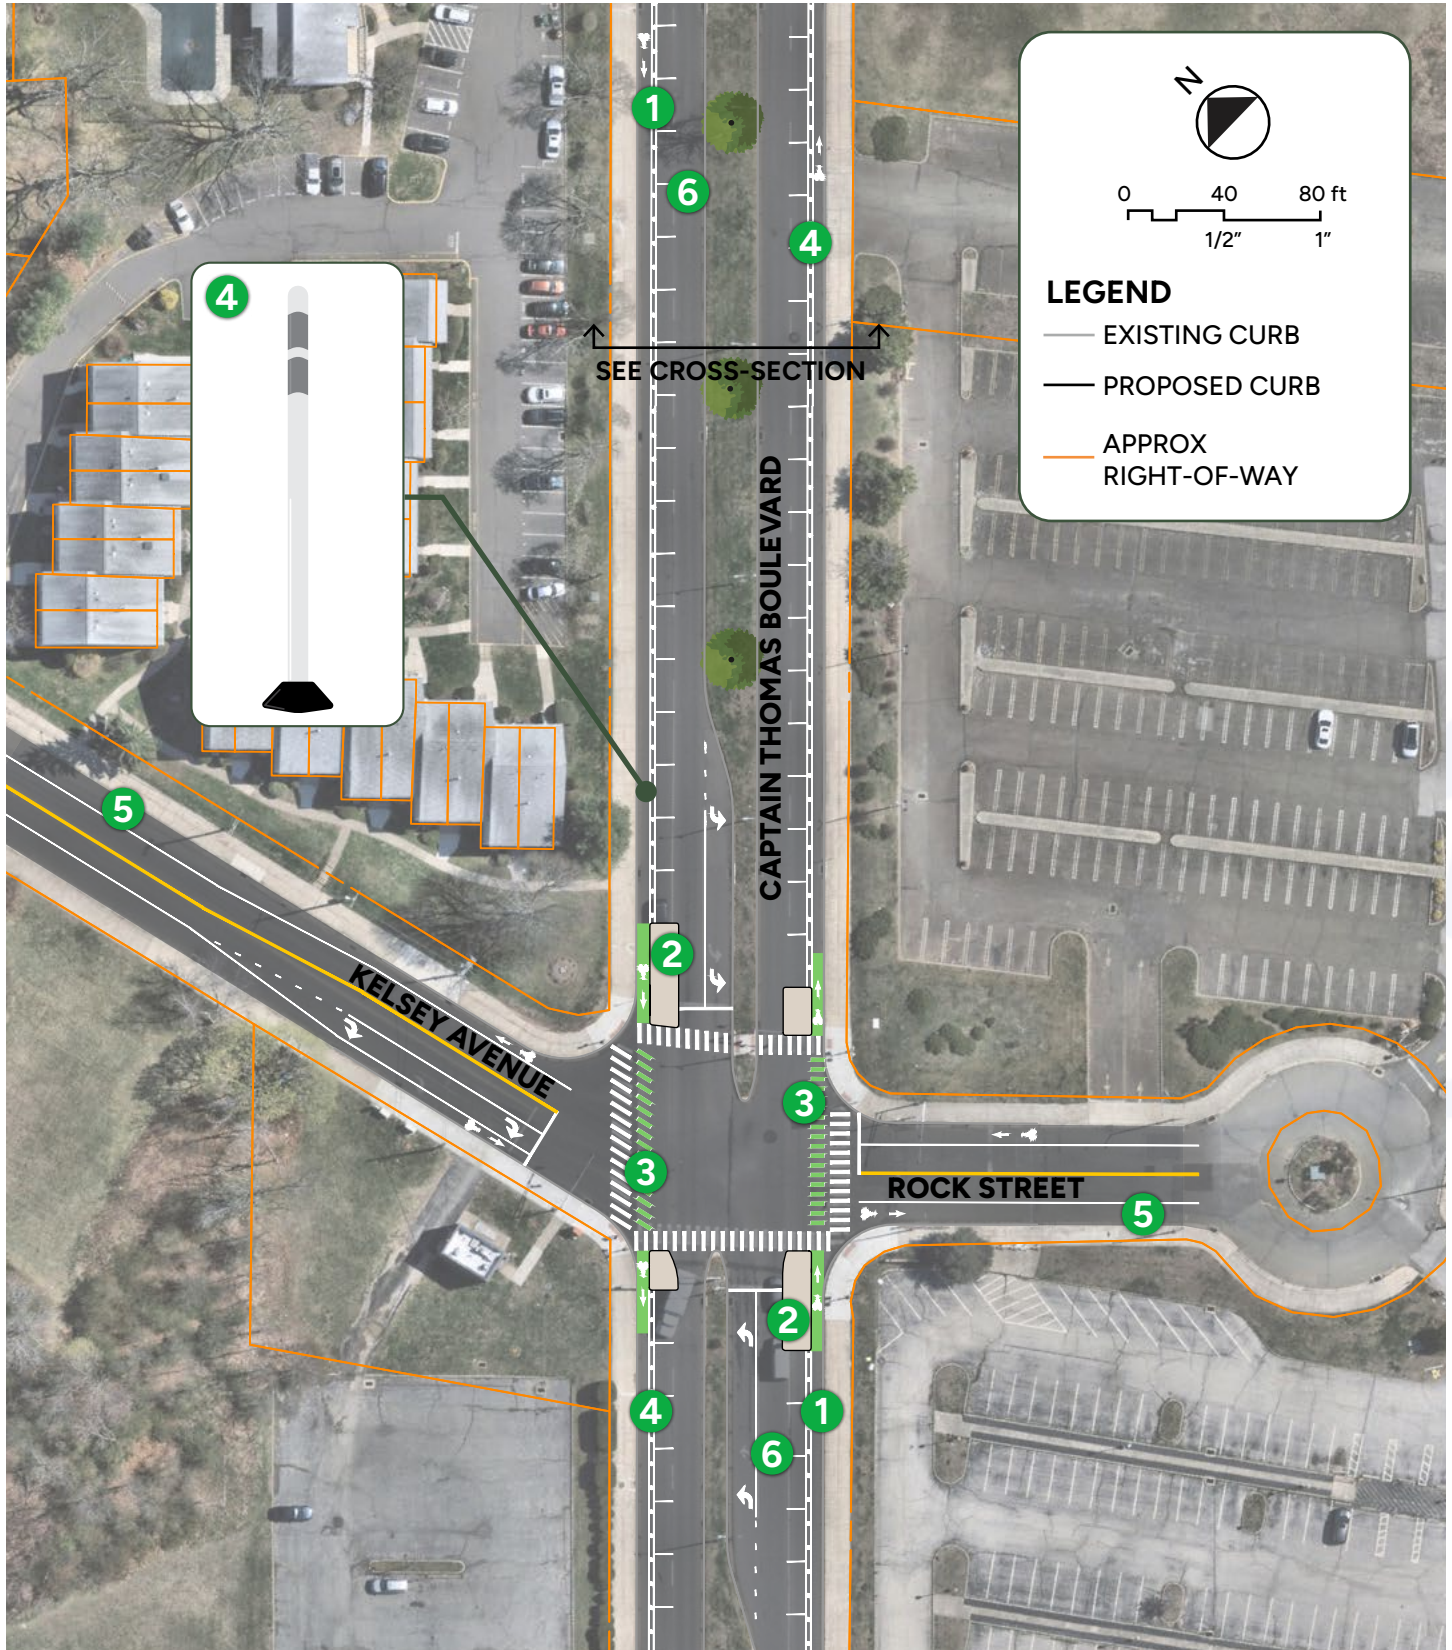 N
0 40 80 ft
1/2" 1"
LEGEND
EXISTING CURB
PROPOSED CURB
APPROX
RIGHT-OF-WAY
1
6
4
4
SEE CROSS-SECTION
CAPTAIN THOMAS BOULEVARD
5
2
KELSEY AVENUE
3
3
ROCK STREET
5
2
4
1
6